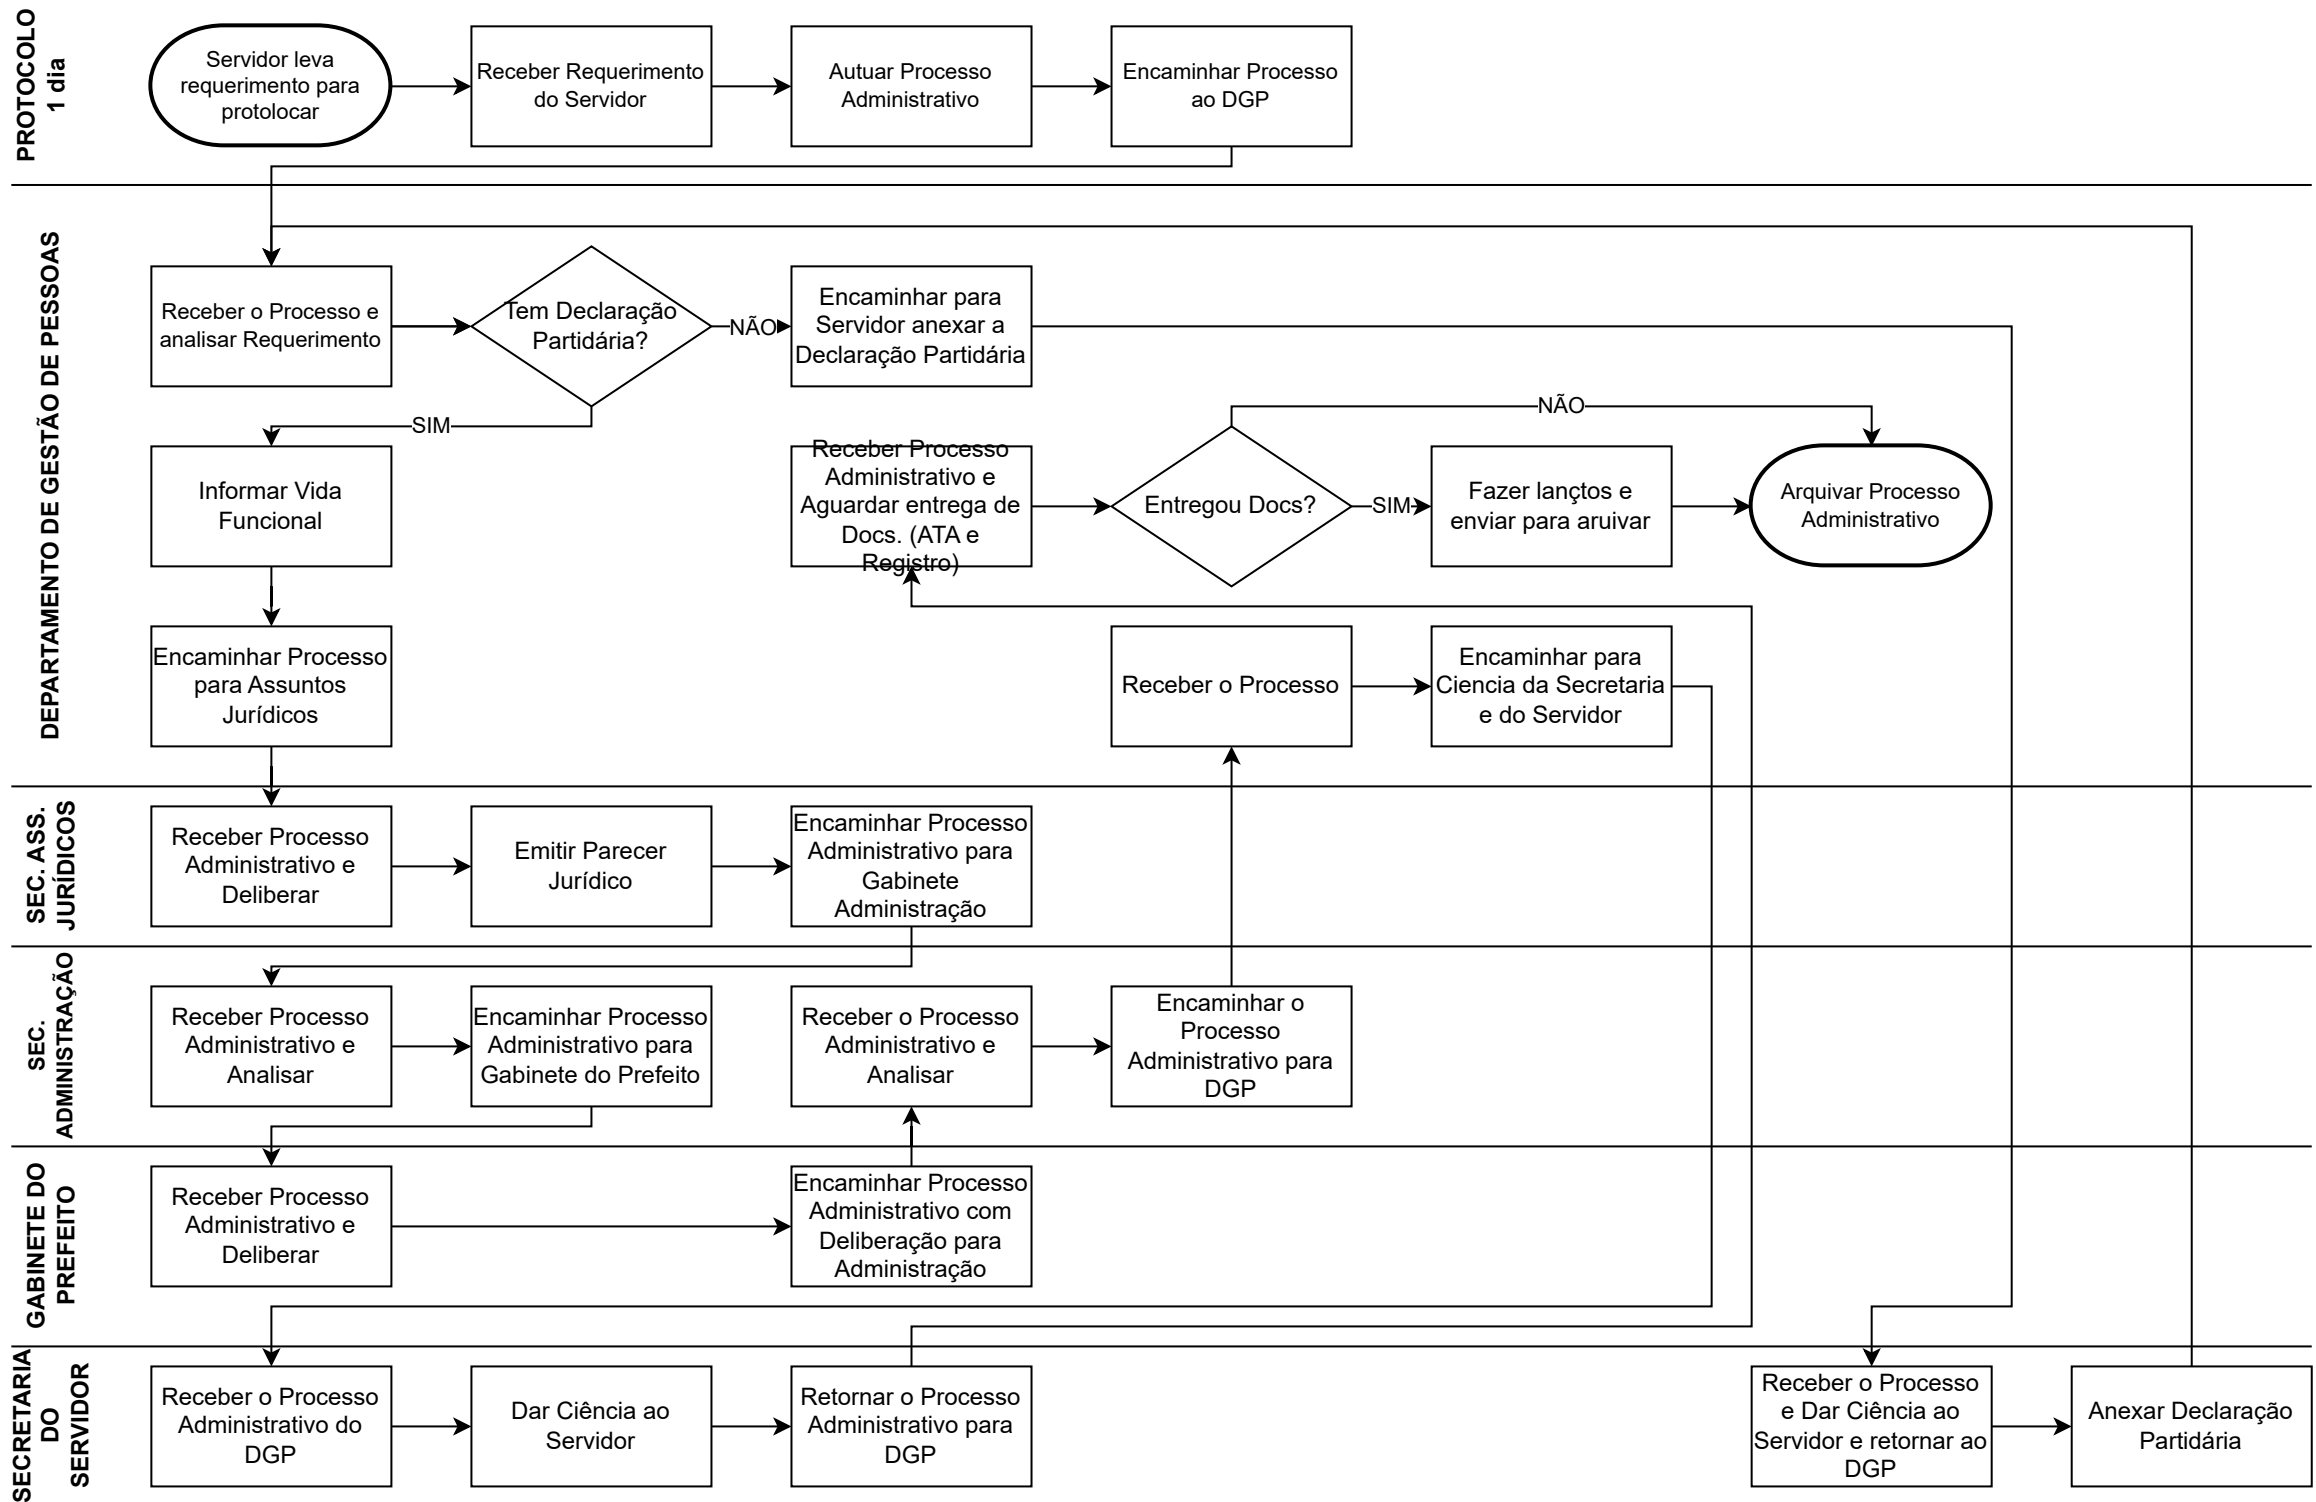 PROTOCOLO
1 dia
Servidor leva
requerimento para
protolocar
Receber Requerimento
do Servidor
Autuar Processo
Administrativo
Encaminhar Processo
ao DGP
DEPARTAMENTO DE GESTÃO DE PESSOAS
Receber o Processo e
analisar Requerimento
Tem Declaração
Partidária?
NÃO
Encaminhar para
Servidor anexar a
Declaração Partidária
SIM
NÃO
Informar Vida
Funcional
Receber Processo
Administrativo e
Aguardar entrega de
Docs. (ATA e
Registro)
Entregou Docs?
SIM
Fazer lançtos e
enviar para aruivar
Arquivar Processo
Administrativo
Encaminhar Processo
para Assuntos
Jurídicos
Receber o Processo
Encaminhar para
Ciencia da Secretaria
e do Servidor
SEC. ASS.
JURÍDICOS
Receber Processo
Administrativo e
Deliberar
Emitir Parecer
Jurídico
Encaminhar Processo
Administrativo para
Gabinete
Administração
SEC.
ADMINISTRAÇÃO
Receber Processo
Administrativo e
Analisar
Encaminhar Processo
Administrativo para
Gabinete do Prefeito
Receber o Processo
Administrativo e
Analisar
Encaminhar o
Processo
Administrativo para
DGP
GABINETE DO
PREFEITO
Receber Processo
Administrativo e
Deliberar
Encaminhar Processo
Administrativo com
Deliberação para
Administração
SECRETARIA
DO
SERVIDOR
Receber o Processo
Administrativo do
DGP
Dar Ciência ao
Servidor
Retornar o Processo
Administrativo para
DGP
Receber o Processo
e Dar Ciência ao
Servidor e retornar ao
DGP
Anexar Declaração
Partidária